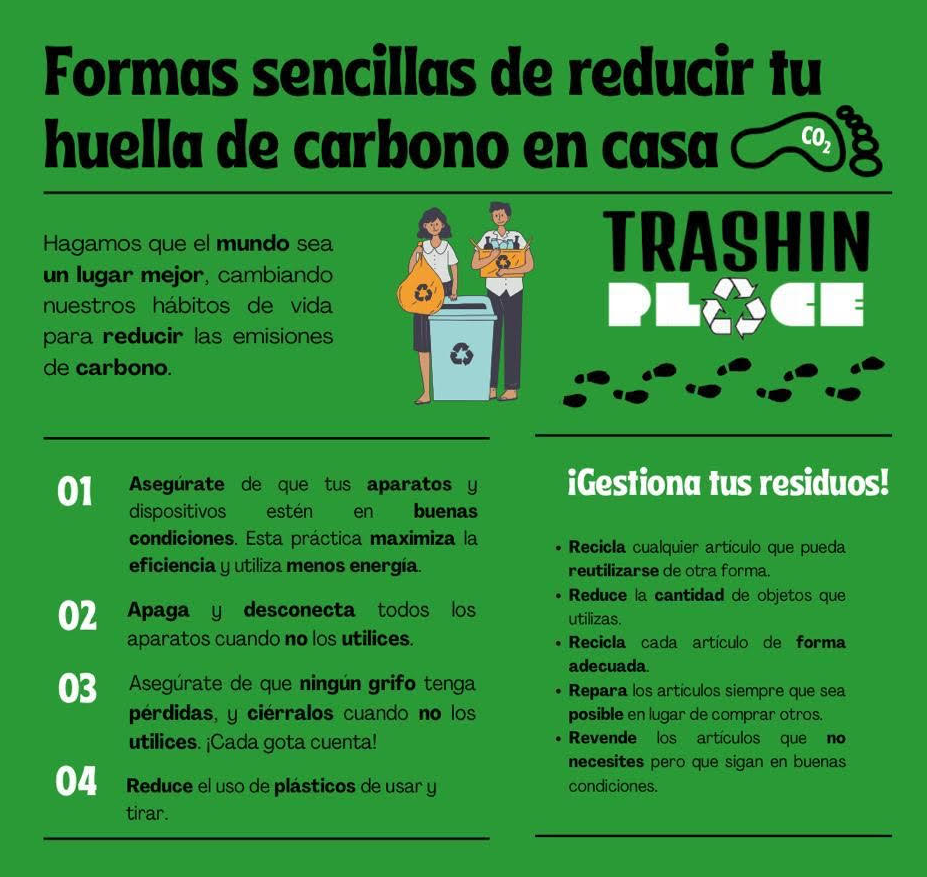 Formas sencillas de reducir tu
huella de carbono en casa
CO2
Hagamos que el mundo sea
un lugar mejor, cambiando
nuestros hábitos de vida
para reducir las emisiones
de carbono.
TRASHIN
PLACE
01
Asegúrate de que tus aparatos y
dispositivos estén en buenas
condiciones. Esta práctica maximiza la
eficiencia y utiliza menos energía.
02
Apaga y desconecta todos los
aparatos cuando no los utilices.
03
Asegúrate de que ningún grifo tenga
pérdidas, y ciérralos cuando no los
utilices. ¡Cada gota cuenta!
04
Reduce el uso de plásticos de usar y
tirar.
¡Gestiona tus residuos!
• Recicla cualquier artículo que pueda
reutilizarse de otra forma.
• Reduce la cantidad de objetos que
utilizas.
• Recicla cada artículo de forma
adecuada.
• Repara los artículos siempre que sea
posible en lugar de comprar otros.
• Revende los artículos que no
necesites pero que sigan en buenas
condiciones.